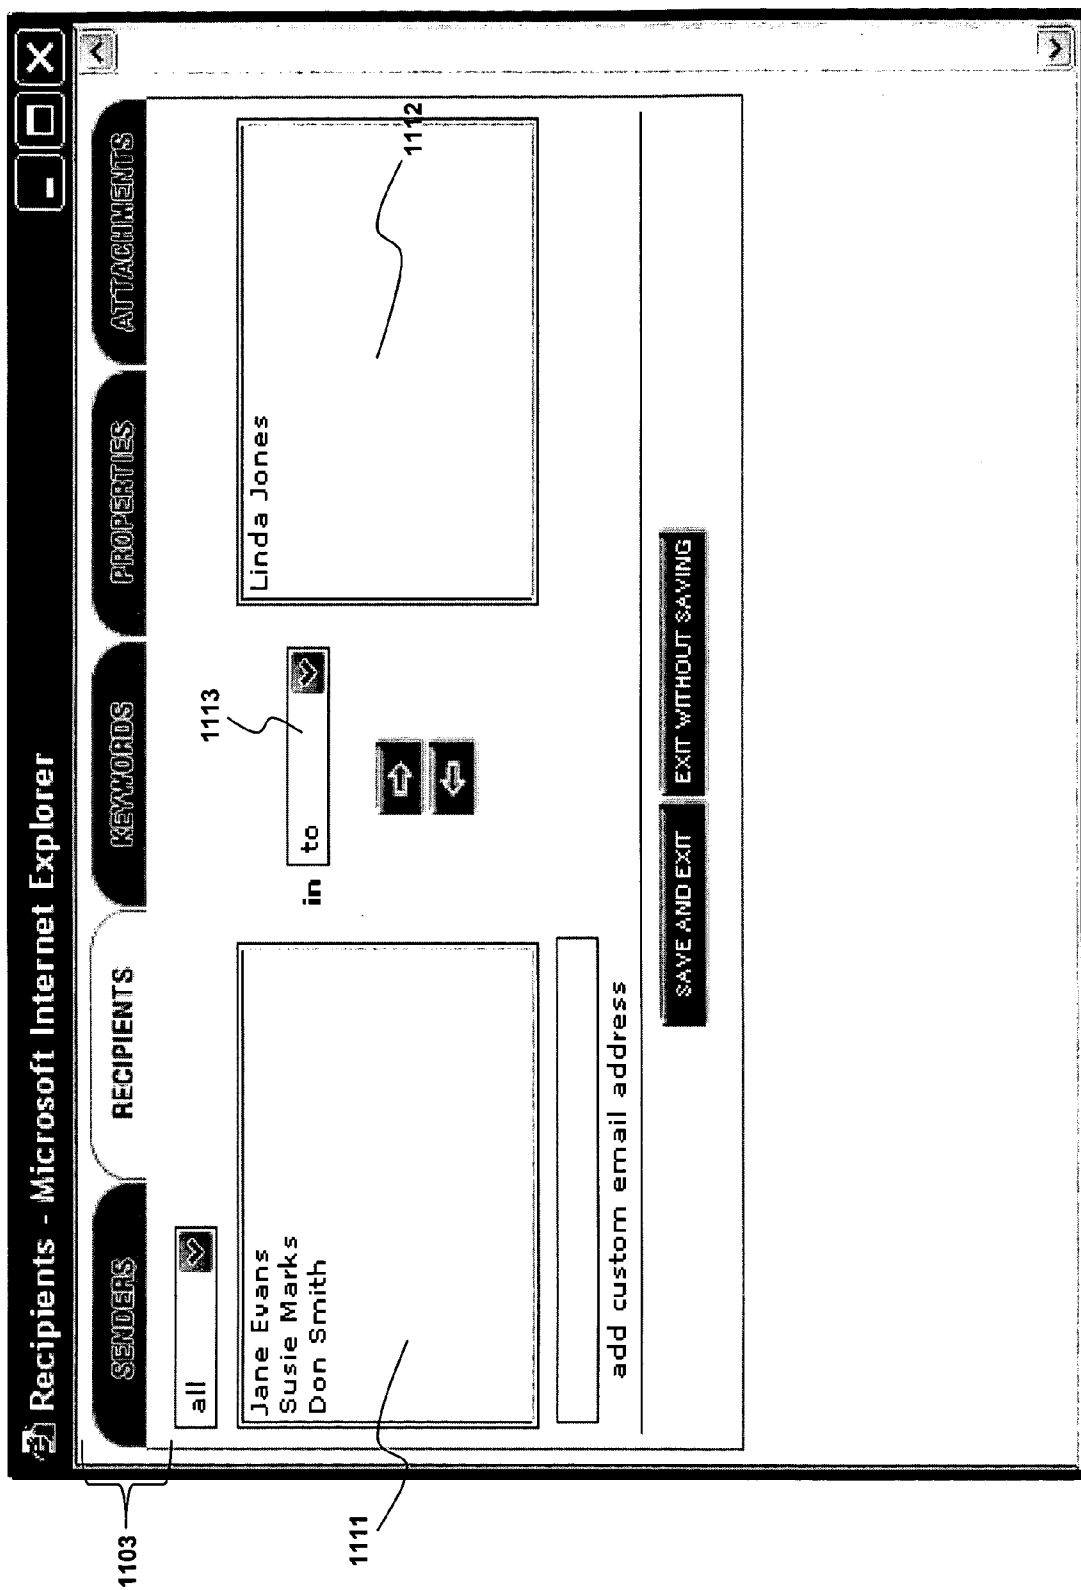 Recipients - Microsoft Internet Explorer
1103
SENDERS
RECIPIENTS
KEYWORDS
PROPERTIES
ATTACHMENTS
all
1113
in
to
Jane Evans
Susie Marks
Don Smith
Linda Jones
1111
1112
add custom email address
SAVE AND EXIT
EXIT WITHOUT SAVING